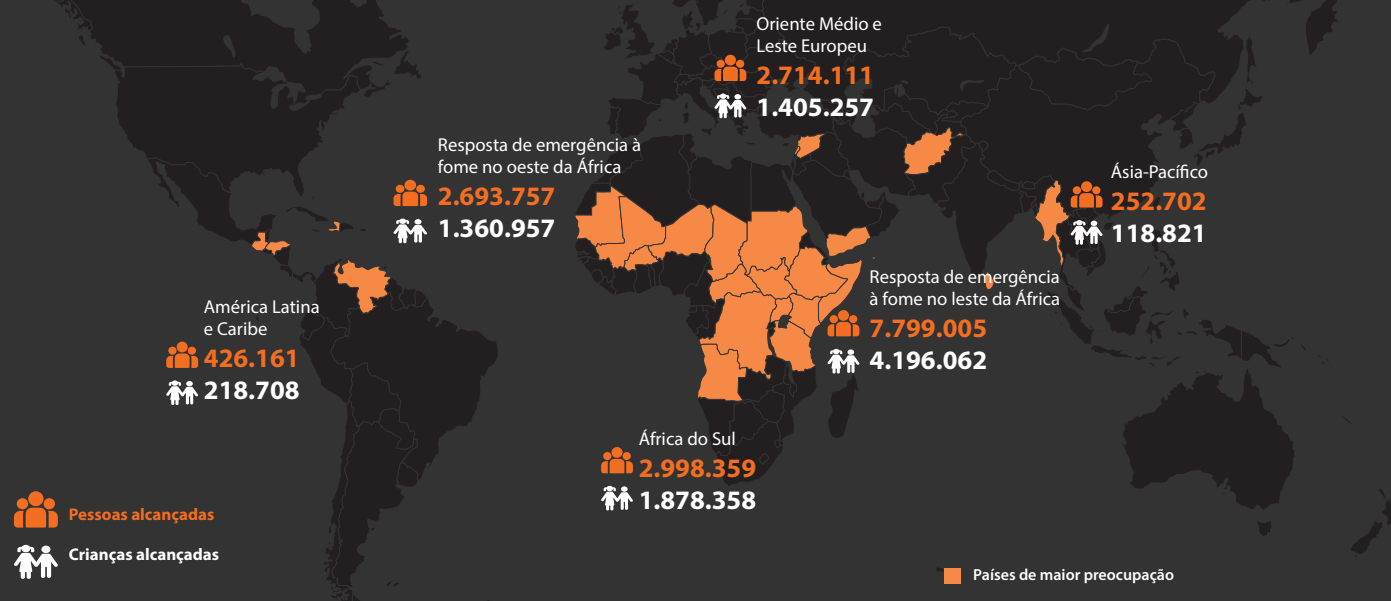 Oriente Médio e
Leste Europeu
2.714.111
1.405.257
Resposta de emergência à
fome no oeste da África
2.693.757
1.360.957
Ásia-Pacífico
252.702
118.821
Resposta de emergência
à fome no leste da África
7.799.005
4.196.062
América Latina
e Caribe
426.161
218.708
África do Sul
2.998.359
1.878.358
Pessoas alcançadas
Crianças alcançadas
Países de maior preocupação